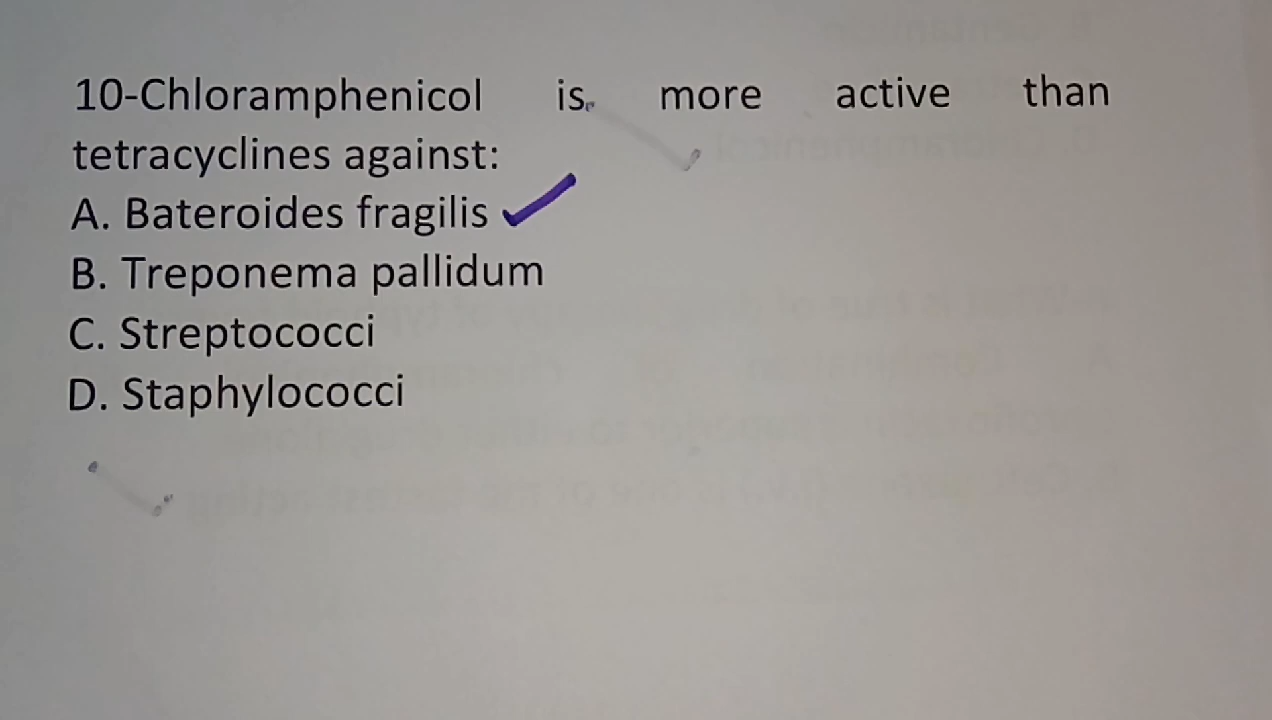 10-Chloramphenicol is more active than
tetracyclines against:
A. Bateroides fragilis
B. Treponema pallidum
C. Streptococci
D. Staphylococci